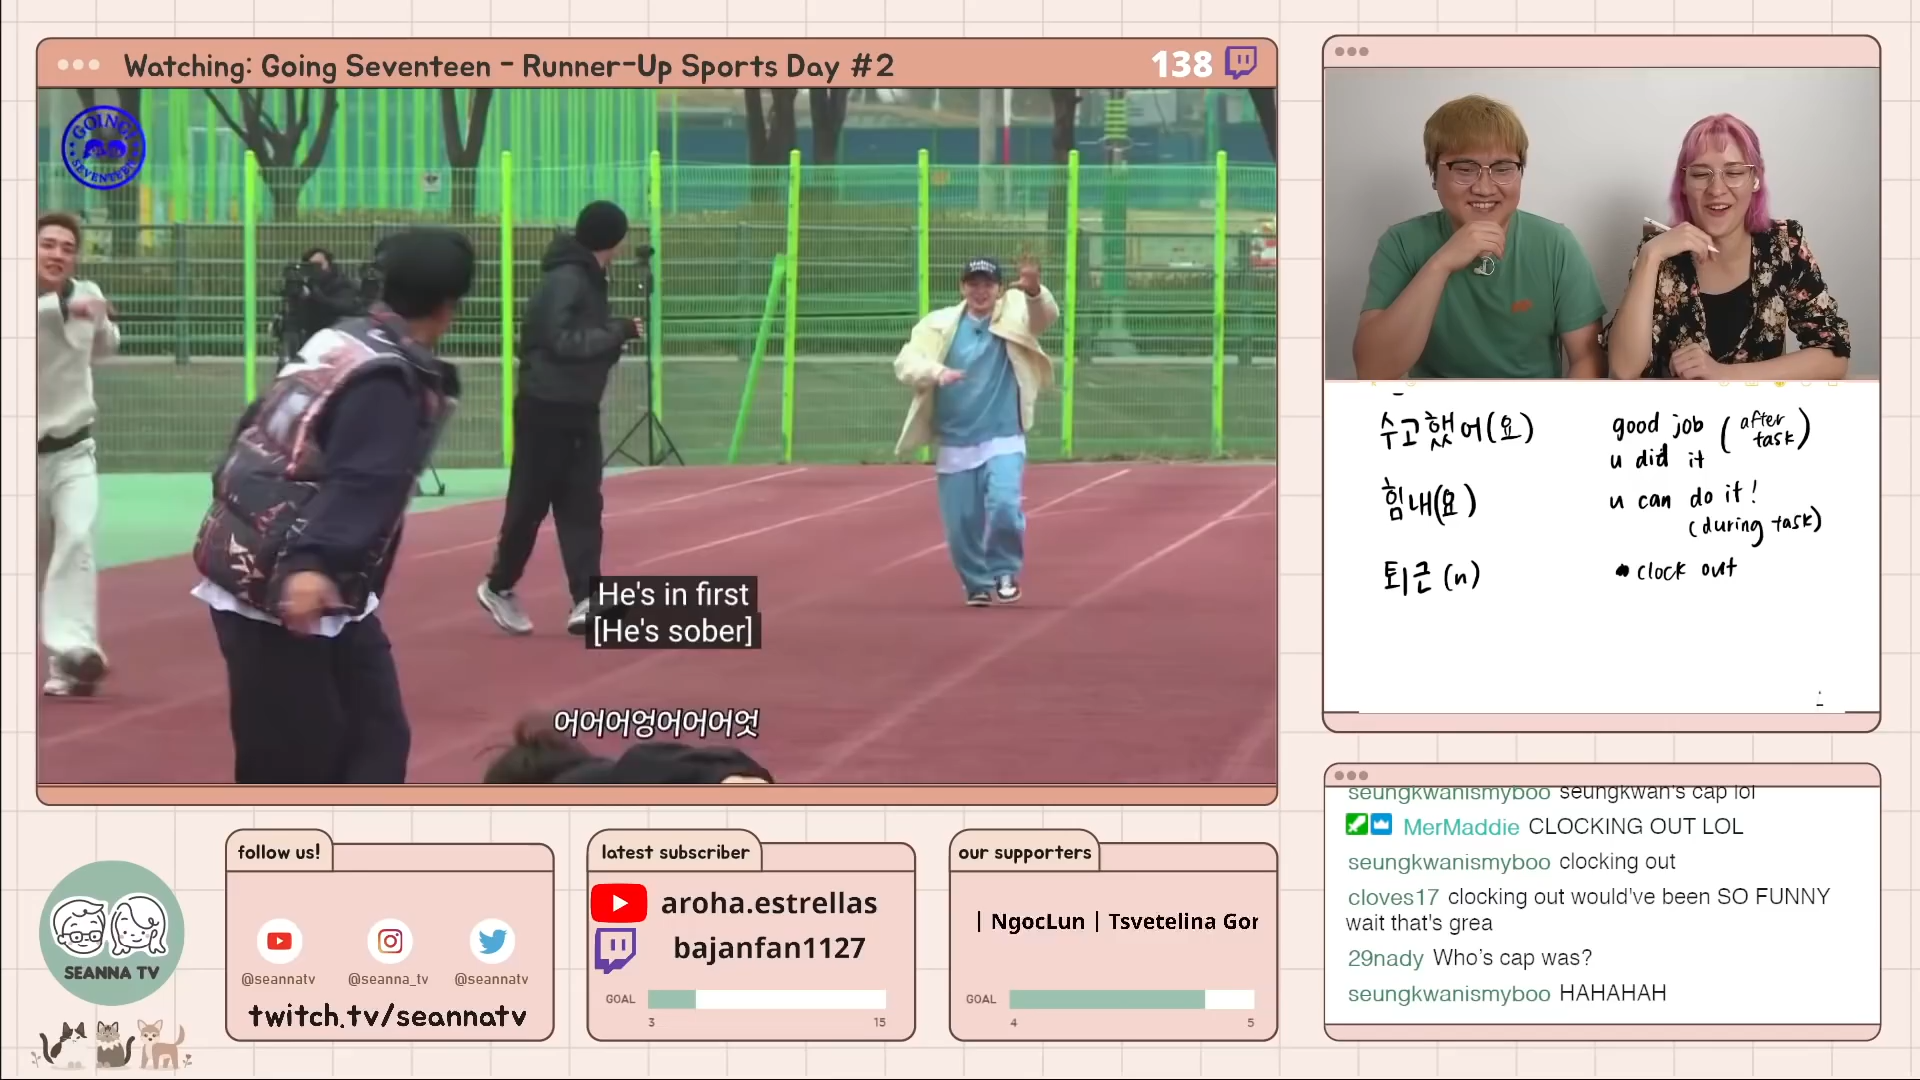 Watching: Going Seventeen - Runner-Up Sports Day #2
138
GOING!
SEVENTEEN
He's in first
[He's sober]
어어어엉어어어엇
수고했어(요)
good job (after task)
u did it
힘내(요)
u can do it!
(during task)
퇴근 (n)
clock out
seungkwanismyboo seungkwan's cap lol
MerMaddie CLOCKING OUT LOL
seungkwanismyboo clocking out
cloves17 clocking out would've been SO FUNNY
wait that's grea
29nady Who's cap was?
seungkwanismyboo HAHAHAH
SEANNA TV
follow us!
@seannatv
@seanna_tv
@seannatv
twitch.tv/seannatv
latest subscriber
aroha.estrellas
bajanfan1127
GOAL
3
15
our supporters
| NgocLun | Tsvetelina Gor
GOAL
4
5